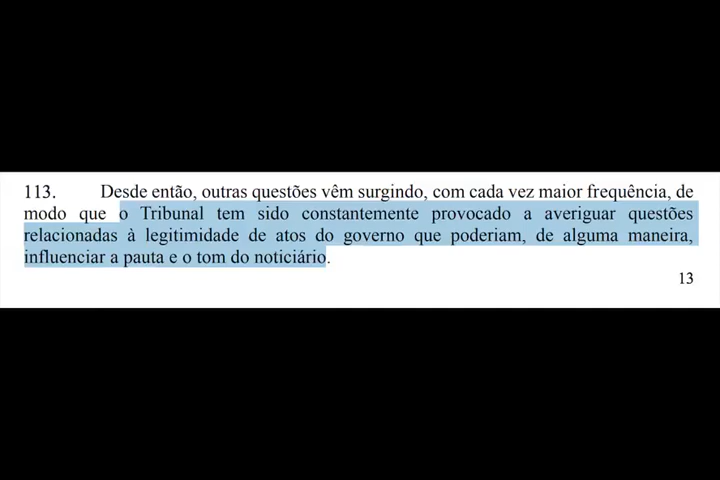 113. Desde então, outras questões vêm surgindo, com cada vez maior frequência, de
modo que o Tribunal tem sido constantemente provocado a averiguar questões
relacionadas à legitimidade de atos do governo que poderiam, de alguma maneira,
influenciar a pauta e o tom do noticiário.
13